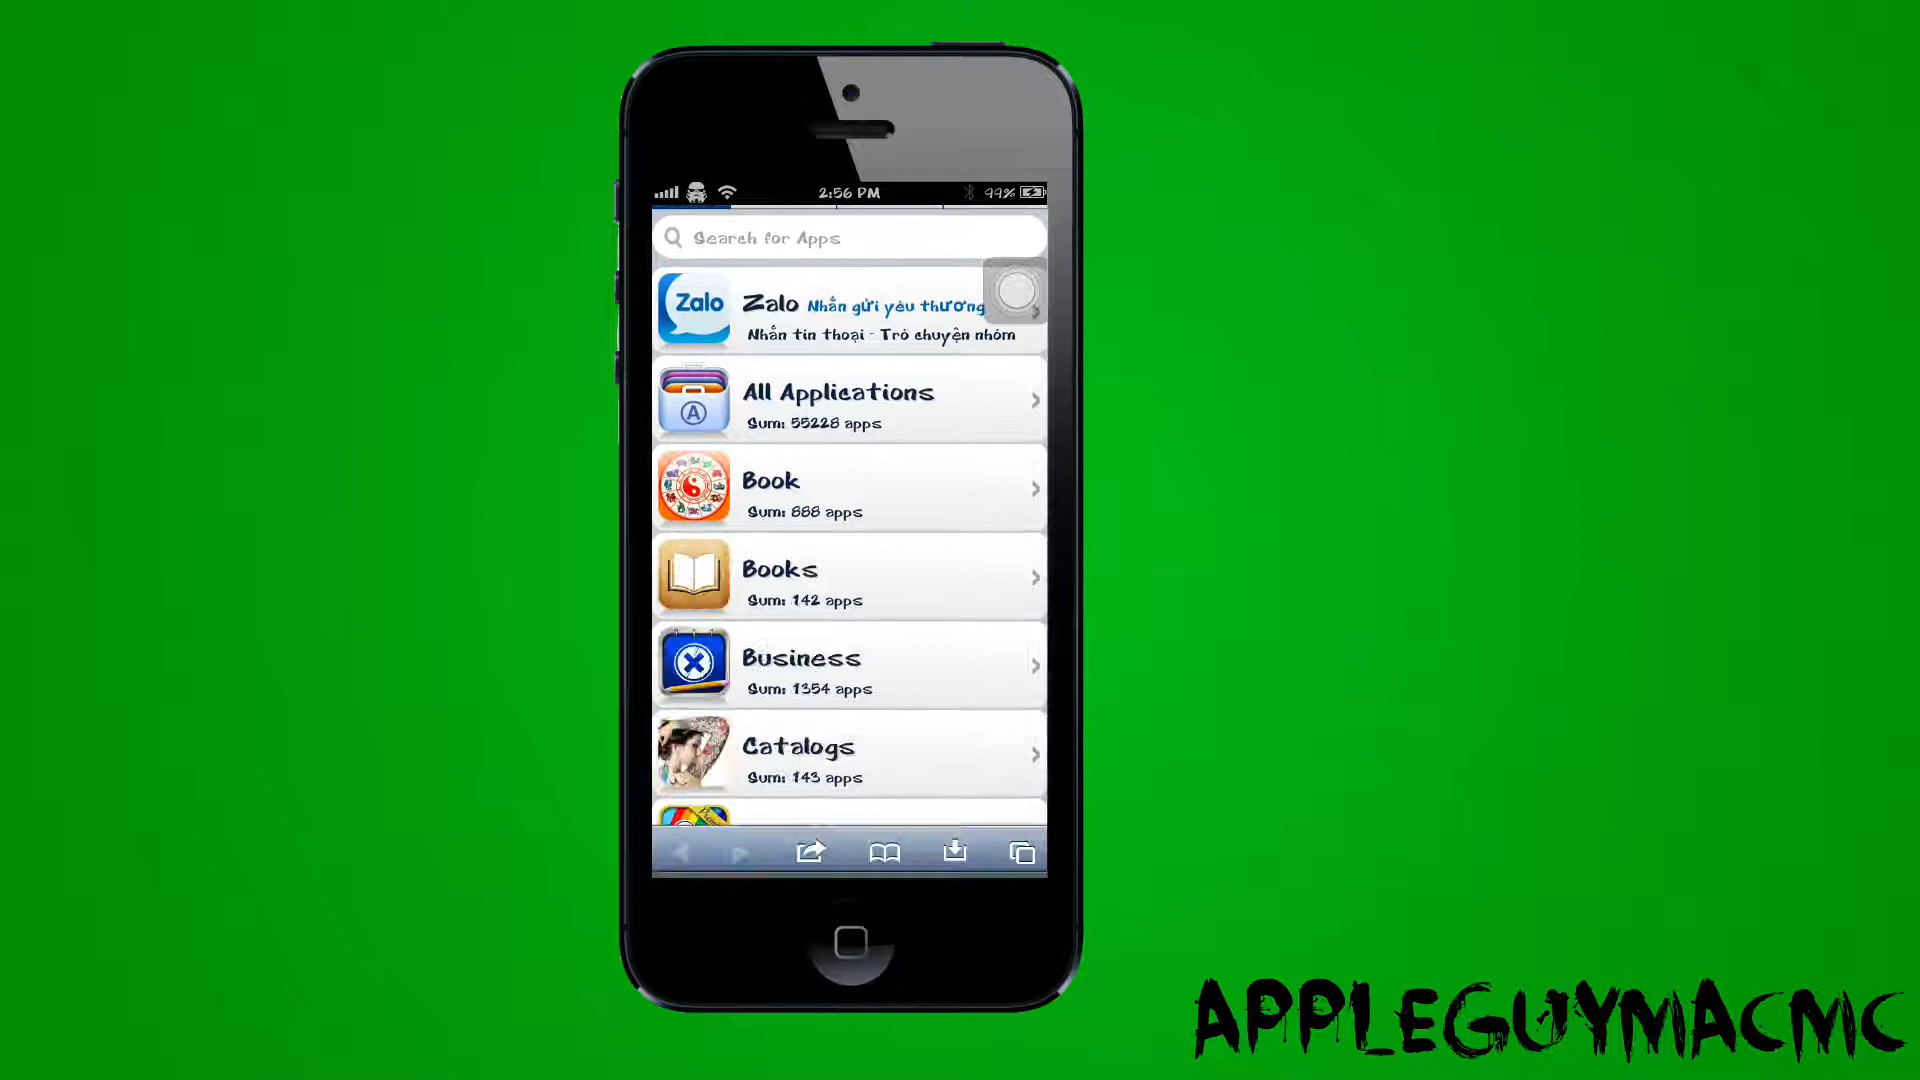 2:56 PM 99%
Search for Apps
Zalo
Zalo Nhắn gửi yêu thương
Nhắn tin thoại - Trò chuyện nhóm
All Applications
A
Sum: 55228 apps
Book
Sum: 888 apps
Books
Sum: 142 apps
Business
Sum: 1354 apps
Catalogs
Sum: 143 apps
APPLEGUYMACMC